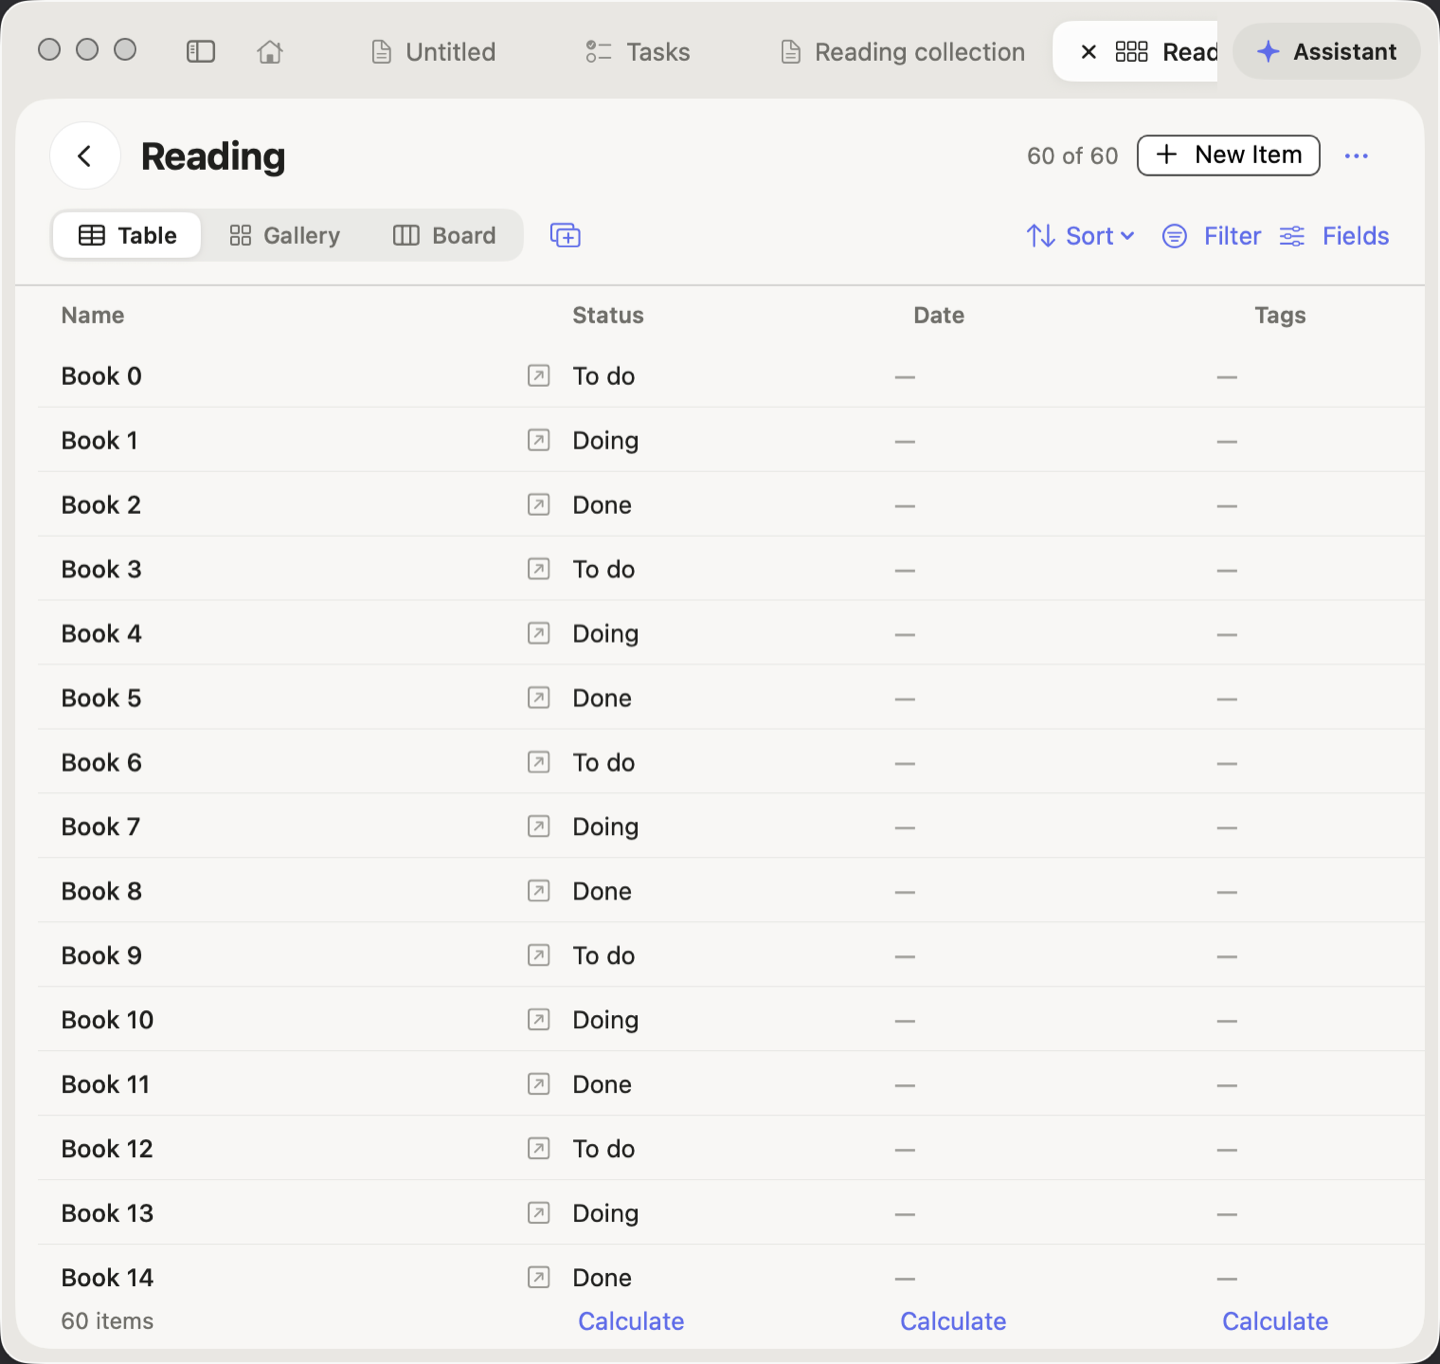 Untitled
Tasks
Reading collection
Read
Assistant
Reading
60 of 60
New Item
Table
Gallery
Board
Sort
Filter
Fields
Name Status Date Tags
Book 0 To do — —
Book 1 Doing — —
Book 2 Done — —
Book 3 To do — —
Book 4 Doing — —
Book 5 Done — —
Book 6 To do — —
Book 7 Doing — —
Book 8 Done — —
Book 9 To do — —
Book 10 Doing — —
Book 11 Done — —
Book 12 To do — —
Book 13 Doing — —
Book 14 Done — —
60 items Calculate Calculate Calculate